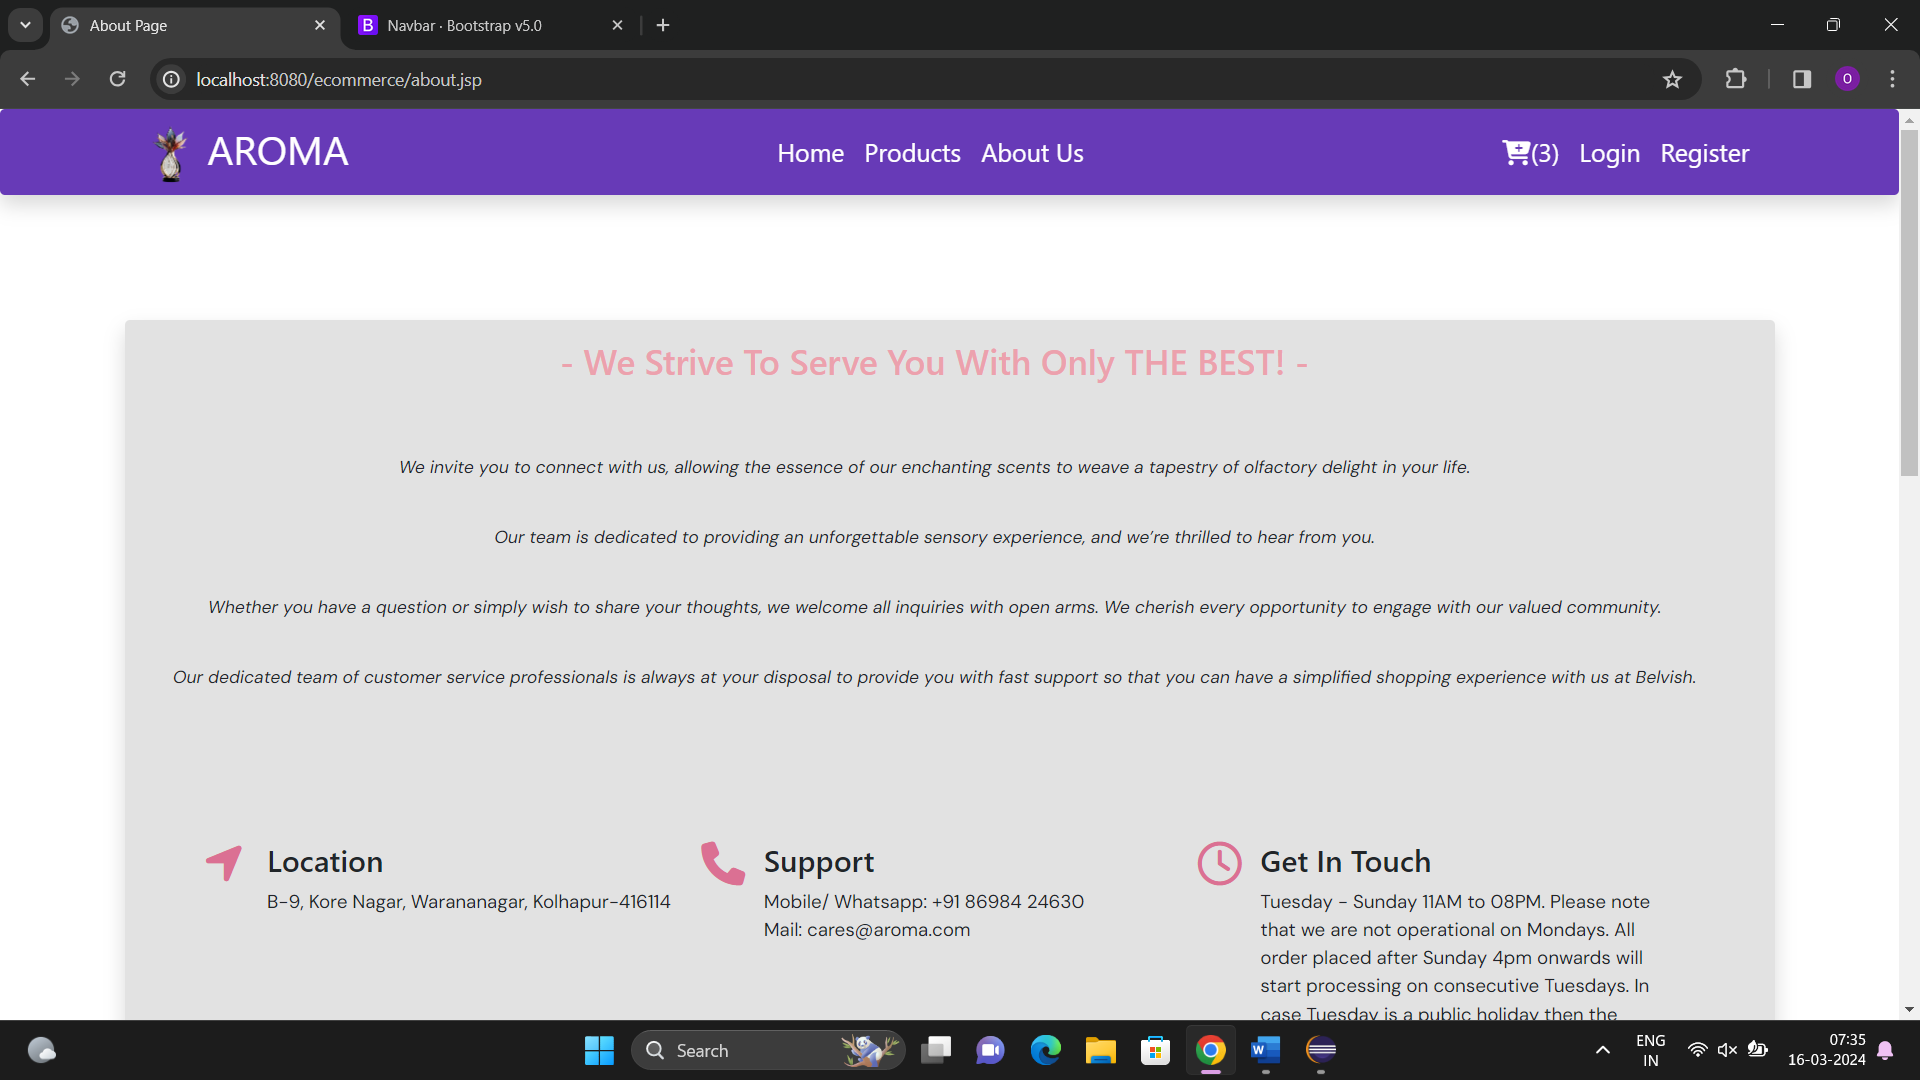 About Page
B Navbar · Bootstrap v5.0
localhost:8080/ecommerce/about.jsp
O
AROMA
Home Products About Us
(3) Login Register
- We Strive To Serve You With Only THE BEST! -
We invite you to connect with us, allowing the essence of our enchanting scents to weave a tapestry of olfactory delight in your life.
Our team is dedicated to providing an unforgettable sensory experience, and we’re thrilled to hear from you.
Whether you have a question or simply wish to share your thoughts, we welcome all inquiries with open arms. We cherish every opportunity to engage with our valued community.
Our dedicated team of customer service professionals is always at your disposal to provide you with fast support so that you can have a simplified shopping experience with us at Belvish.
Location
B-9, Kore Nagar, Warananagar, Kolhapur-416114
Support
Mobile/ Whatsapp: +91 86984 24630
Mail: cares@aroma.com
Get In Touch
Tuesday - Sunday 11AM to 08PM. Please note
that we are not operational on Mondays. All
order placed after Sunday 4pm onwards will
start processing on consecutive Tuesdays. In
case Tuesday is a public holiday then the
Search
W
ENG
IN
07:35
16-03-2024